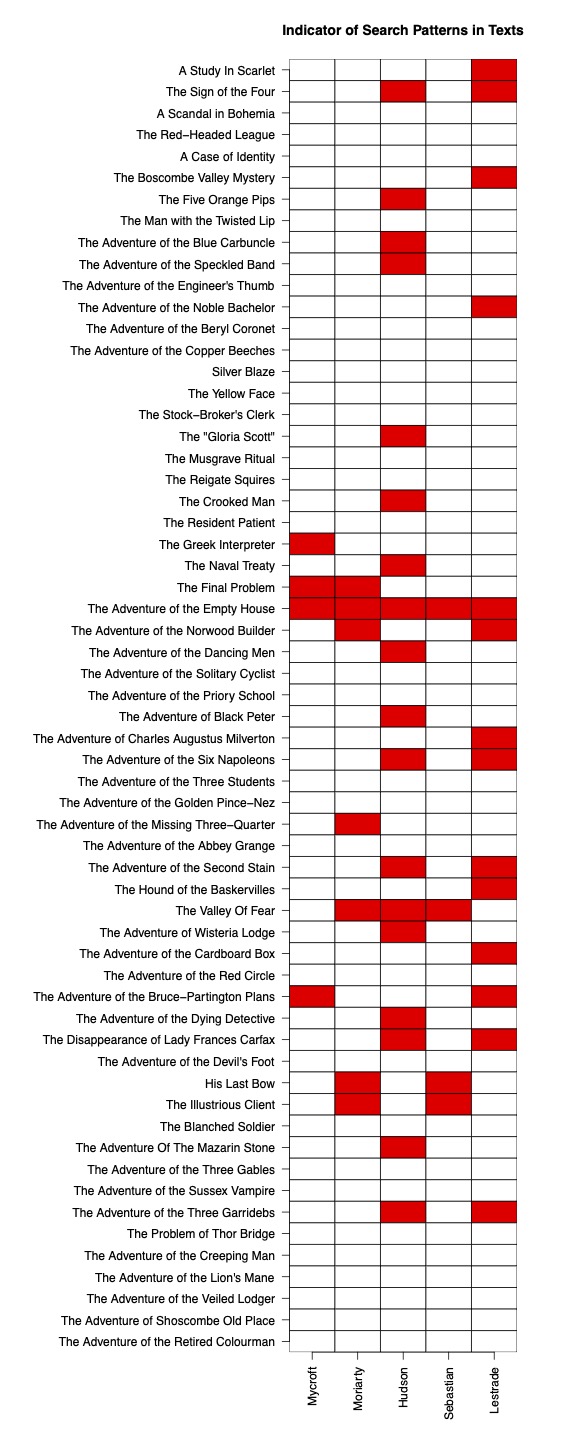 Indicator of Search Patterns in Texts
A Study In Scarlet
The Sign of the Four
A Scandal in Bohemia
The Red−Headed League
A Case of Identity
The Boscombe Valley Mystery
The Five Orange Pips
The Man with the Twisted Lip
The Adventure of the Blue Carbuncle
The Adventure of the Speckled Band
The Adventure of the Engineer's Thumb
The Adventure of the Noble Bachelor
The Adventure of the Beryl Coronet
The Adventure of the Copper Beeches
Silver Blaze
The Yellow Face
The Stock−Broker's Clerk
The "Gloria Scott"
The Musgrave Ritual
The Reigate Squires
The Crooked Man
The Resident Patient
The Greek Interpreter
The Naval Treaty
The Final Problem
The Adventure of the Empty House
The Adventure of the Norwood Builder
The Adventure of the Dancing Men
The Adventure of the Solitary Cyclist
The Adventure of the Priory School
The Adventure of Black Peter
The Adventure of Charles Augustus Milverton
The Adventure of the Six Napoleons
The Adventure of the Three Students
The Adventure of the Golden Pince−Nez
The Adventure of the Missing Three−Quarter
The Adventure of the Abbey Grange
The Adventure of the Second Stain
The Hound of the Baskervilles
The Valley Of Fear
The Adventure of Wisteria Lodge
The Adventure of the Cardboard Box
The Adventure of the Red Circle
The Adventure of the Bruce−Partington Plans
The Adventure of the Dying Detective
The Disappearance of Lady Frances Carfax
The Adventure of the Devil's Foot
His Last Bow
The Illustrious Client
The Blanched Soldier
The Adventure Of The Mazarin Stone
The Adventure of the Three Gables
The Adventure of the Sussex Vampire
The Adventure of the Three Garridebs
The Problem of Thor Bridge
The Adventure of the Creeping Man
The Adventure of the Lion's Mane
The Adventure of the Veiled Lodger
The Adventure of Shoscombe Old Place
The Adventure of the Retired Colourman
Mycroft
Moriarty
Hudson
Sebastian
Lestrade